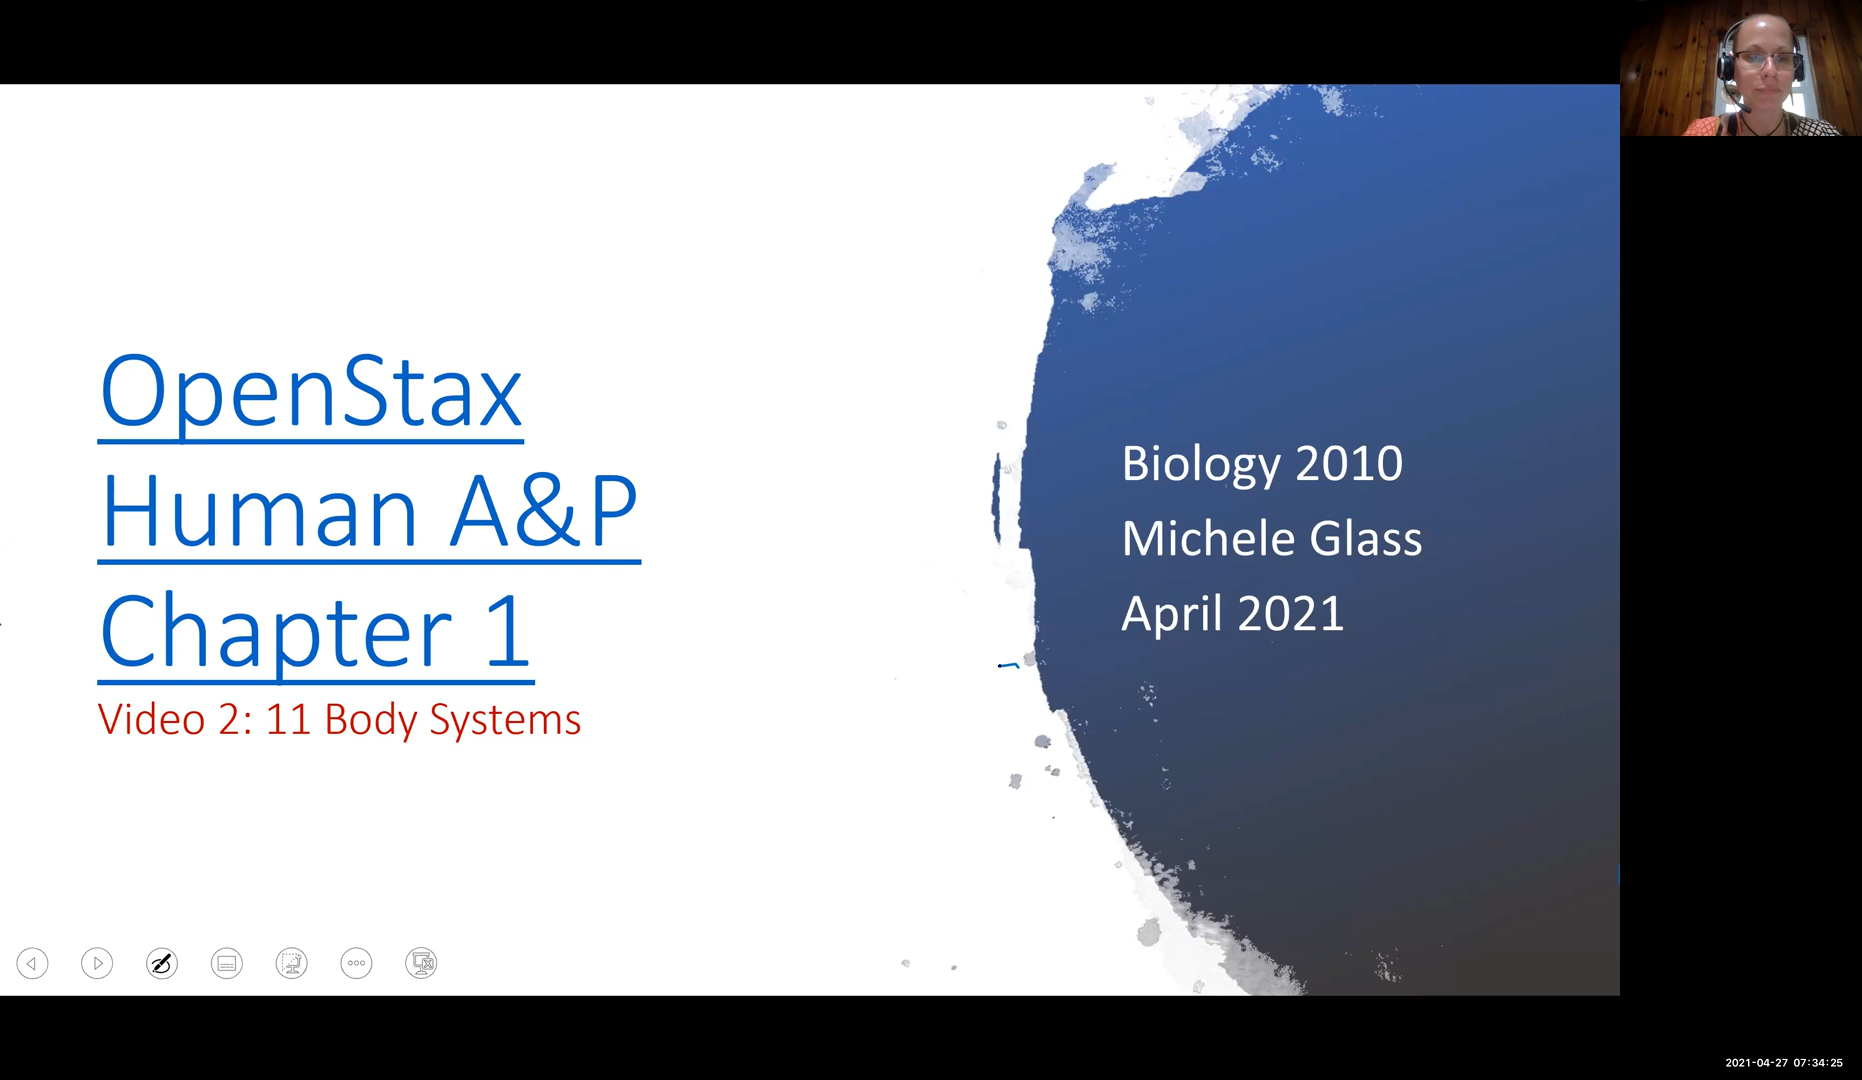 OpenStax
Human A&P
Chapter 1
Video 2: 11 Body Systems
Biology 2010
Michele Glass
April 2021
2021-04-27 07:34:25